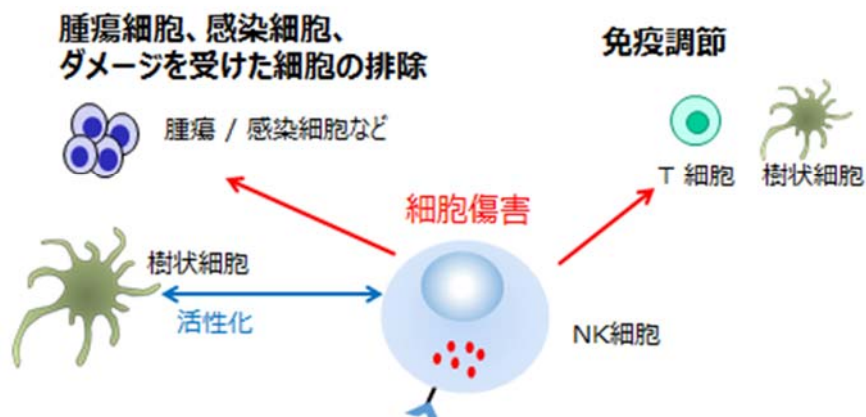 腫瘍細胞、感染細胞、
ダメージを受けた細胞の排除
免疫調節
腫瘍 / 感染細胞など
T 細胞
樹状細胞
細胞傷害
樹状細胞
活性化
NK細胞